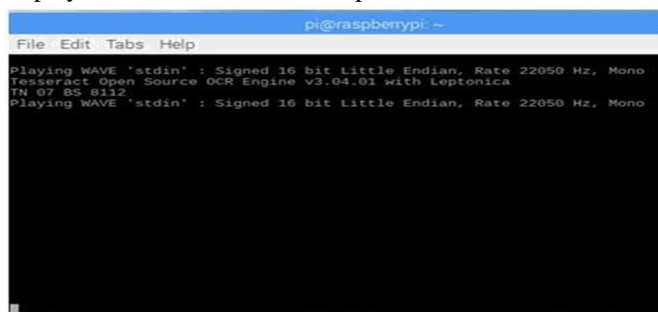 pi@raspberrypi: ~
File Edit Tabs Help
Playing WAVE 'stdin' : Signed 16 bit Little Endian, Rate 22050 Hz, Mono
Tesseract Open Source OCR Engine v3.04.01 with Leptonica
TN 07 BS 8112
Playing WAVE 'stdin' : Signed 16 bit Little Endian, Rate 22050 Hz, Mono